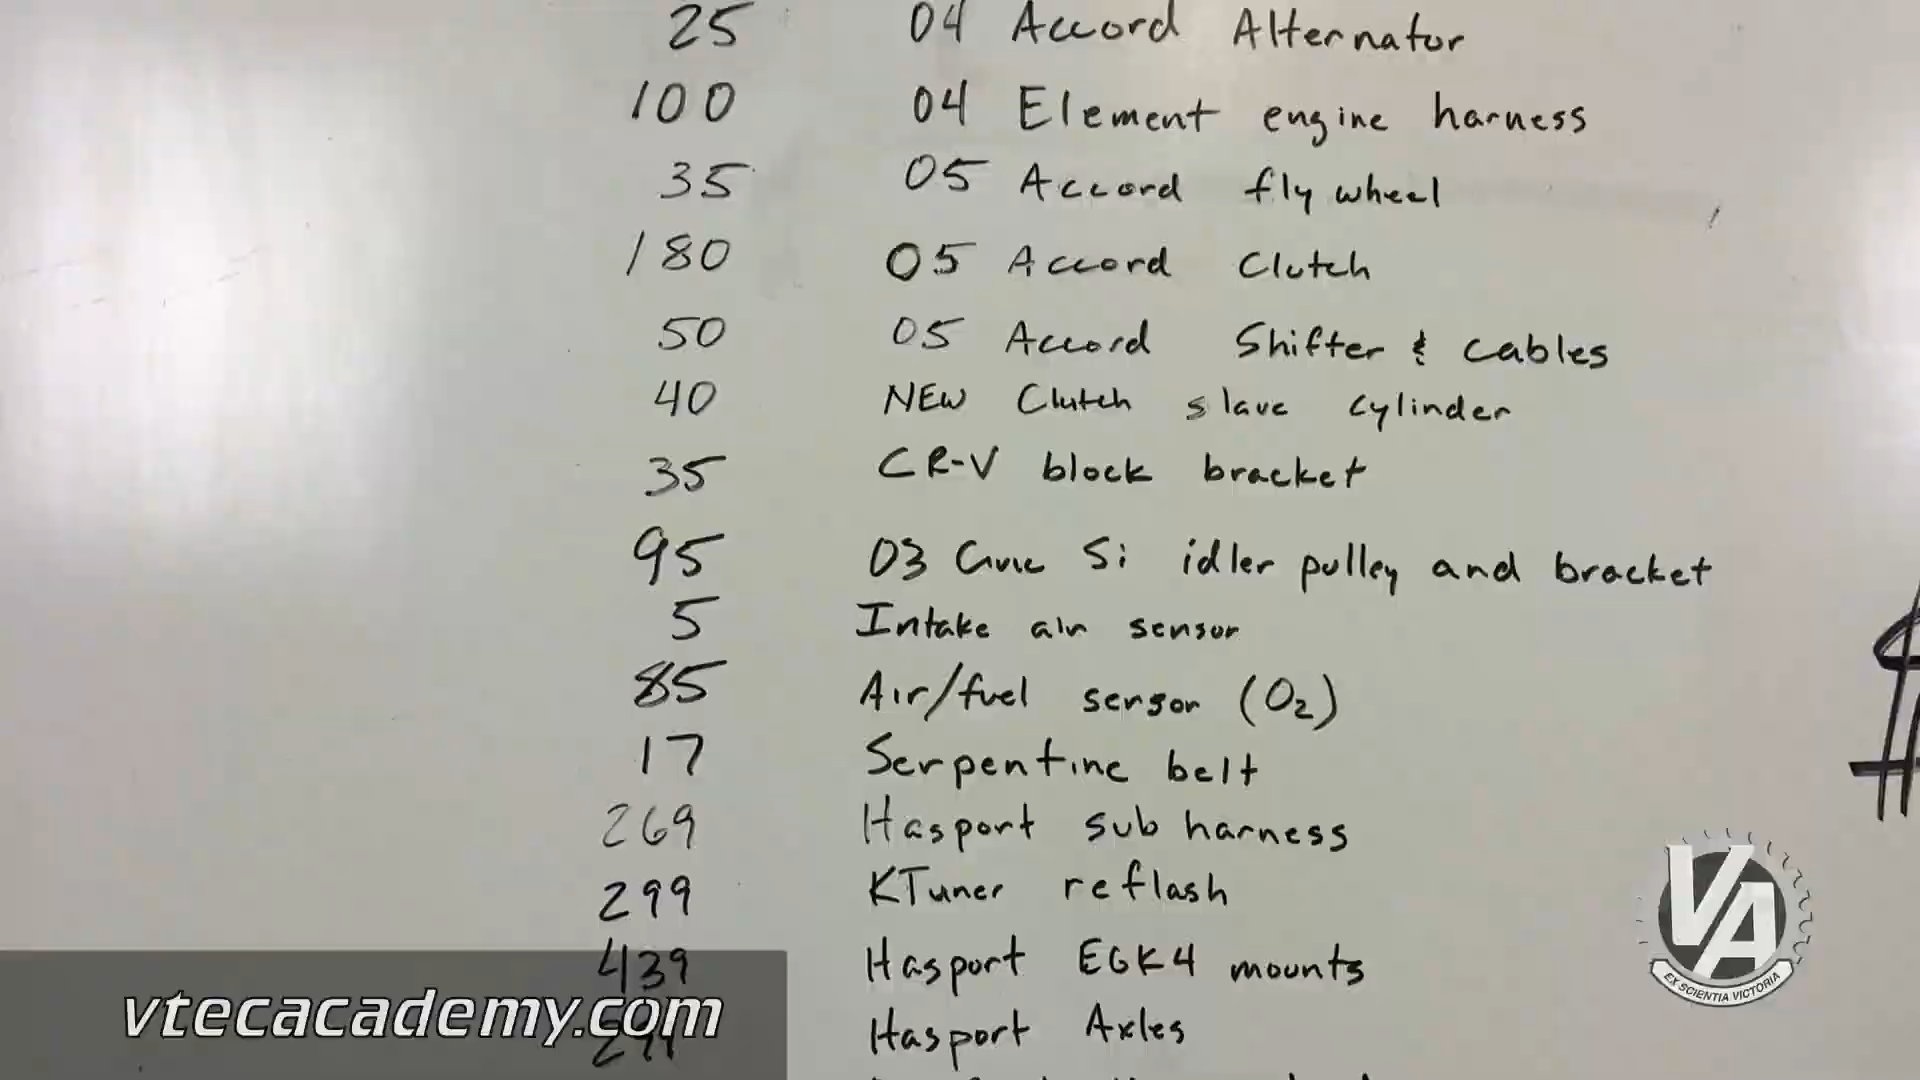 25 04 Accord Alternator
100 04 Element engine harness
35 05 Accord flywheel
180 05 Accord Clutch
50 05 Accord Shifter & cables
40 NEW Clutch slave cylinder
35 CR-V block bracket
95 03 Civic Si idler pulley and bracket
5 Intake air sensor
85 Air/fuel sensor (O₂)
17 Serpentine belt
269 Hasport sub harness
299 KTuner reflash
439 Hasport EGK4 mounts
Hasport Axles
$
vtecacademy.com
VA
EX SCIENTIA VICTORIA